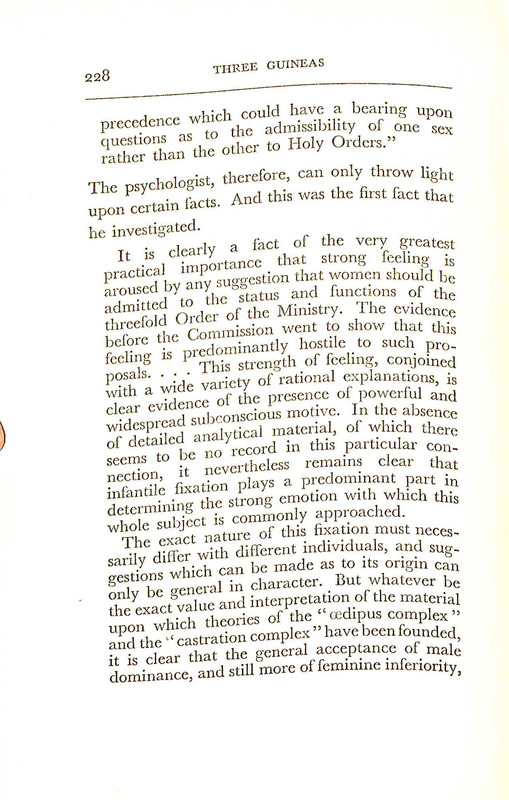 228
THREE GUINEAS
precedence which could have a bearing upon
questions as to the admissibility of one sex
rather than the other to Holy Orders.”
The psychologist, therefore, can only throw light
upon certain facts. And this was the first fact that
he investigated.
It is clearly a fact of the very greatest
practical importance that strong feeling is
aroused by any suggestion that women should be
admitted to the status and functions of the
threefold Order of the Ministry. The evidence
before the Commission went to show that this
feeling is predominantly hostile to such pro-
posals. . . . This strength of feeling, conjoined
with a wide variety of rational explanations, is
clear evidence of the presence of powerful and
widespread subconscious motive. In the absence
of detailed analytical material, of which there
seems to be no record in this particular con-
nection, it nevertheless remains clear that
infantile fixation plays a predominant part in
determining the strong emotion with which this
whole subject is commonly approached.
The exact nature of this fixation must neces-
sarily differ with different individuals, and sug-
gestions which can be made as to its origin can
only be general in character. But whatever be
the exact value and interpretation of the material
upon which theories of the “œdipus complex”
and the “castration complex” have been founded,
it is clear that the general acceptance of male
dominance, and still more of feminine inferiority,